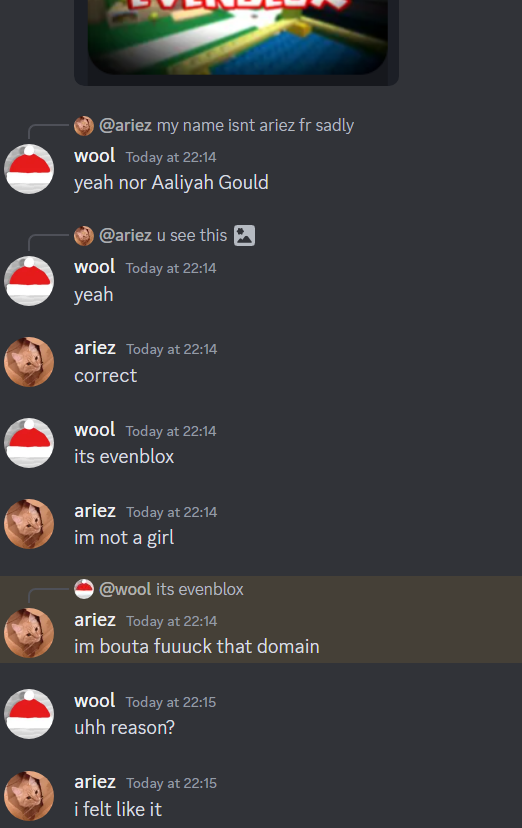 EVENBLOX
@ariez my name isnt ariez fr sadly
wool Today at 22:14
yeah nor Aaliyah Gould
@ariez u see this
wool Today at 22:14
yeah
ariez Today at 22:14
correct
wool Today at 22:14
its evenblox
ariez Today at 22:14
im not a girl
@wool its evenblox
ariez Today at 22:14
im bouta fuuuck that domain
wool Today at 22:15
uhh reason?
ariez Today at 22:15
i felt like it